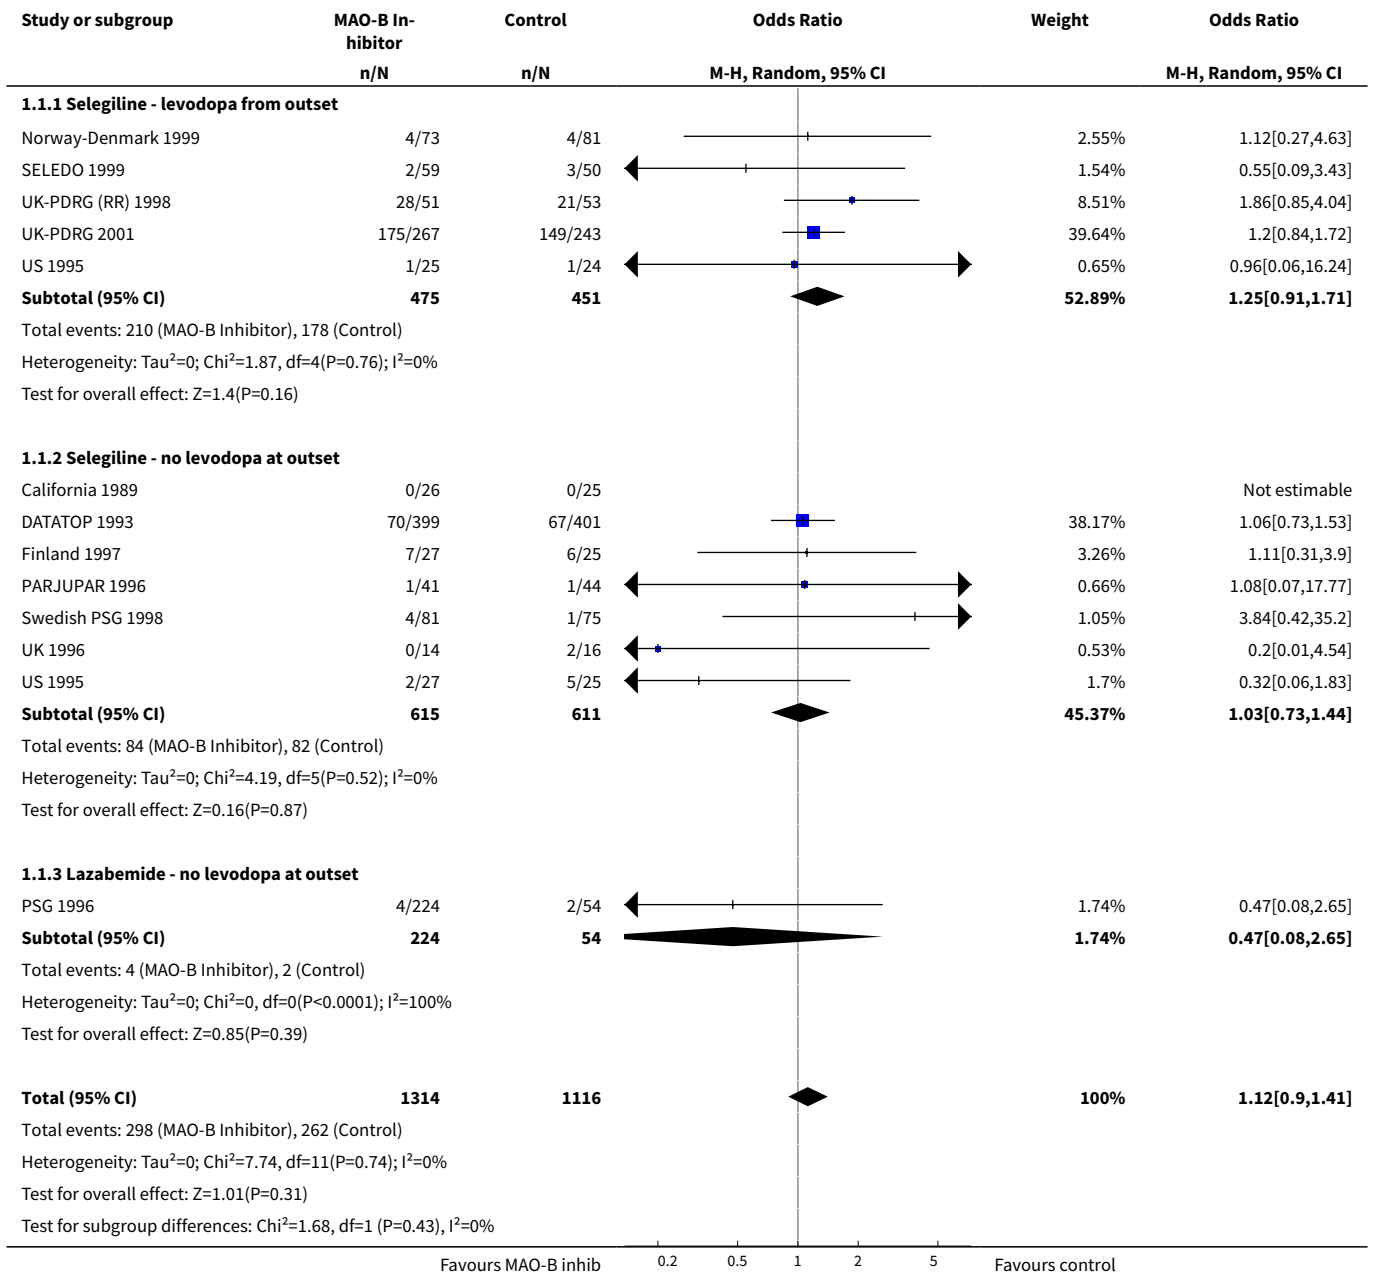 Study or subgroup MAO-B In- Control Odds Ratio Weight Odds Ratio
hibitor
n/N n/N M-H, Random, 95% CI M-H, Random, 95% CI
1.1.1 Selegiline - levodopa from outset
Norway-Denmark 1999 4/73 4/81 2.55% 1.12[0.27,4.63]
SELEDO 1999 2/59 3/50 1.54% 0.55[0.09,3.43]
UK-PDRG (RR) 1998 28/51 21/53 8.51% 1.86[0.85,4.04]
UK-PDRG 2001 175/267 149/243 39.64% 1.2[0.84,1.72]
US 1995 1/25 1/24 0.65% 0.96[0.06,16.24]
Subtotal (95% CI) 475 451 52.89% 1.25[0.91,1.71]
Total events: 210 (MAO-B Inhibitor), 178 (Control)
Heterogeneity: Tau²=0; Chi²=1.87, df=4(P=0.76); I²=0%
Test for overall effect: Z=1.4(P=0.16)
1.1.2 Selegiline - no levodopa at outset
California 1989 0/26 0/25 Not estimable
DATATOP 1993 70/399 67/401 38.17% 1.06[0.73,1.53]
Finland 1997 7/27 6/25 3.26% 1.11[0.31,3.9]
PARJUPAR 1996 1/41 1/44 0.66% 1.08[0.07,17.77]
Swedish PSG 1998 4/81 1/75 1.05% 3.84[0.42,35.2]
UK 1996 0/14 2/16 0.53% 0.2[0.01,4.54]
US 1995 2/27 5/25 1.7% 0.32[0.06,1.83]
Subtotal (95% CI) 615 611 45.37% 1.03[0.73,1.44]
Total events: 84 (MAO-B Inhibitor), 82 (Control)
Heterogeneity: Tau²=0; Chi²=4.19, df=5(P=0.52); I²=0%
Test for overall effect: Z=0.16(P=0.87)
1.1.3 Lazabemide - no levodopa at outset
PSG 1996 4/224 2/54 1.74% 0.47[0.08,2.65]
Subtotal (95% CI) 224 54 1.74% 0.47[0.08,2.65]
Total events: 4 (MAO-B Inhibitor), 2 (Control)
Heterogeneity: Tau²=0; Chi²=0, df=0(P<0.0001); I²=100%
Test for overall effect: Z=0.85(P=0.39)
Total (95% CI) 1314 1116 100% 1.12[0.9,1.41]
Total events: 298 (MAO-B Inhibitor), 262 (Control)
Heterogeneity: Tau²=0; Chi²=7.74, df=11(P=0.74); I²=0%
Test for overall effect: Z=1.01(P=0.31)
Test for subgroup differences: Chi²=1.68, df=1 (P=0.43), I²=0%
Favours MAO-B inhib 0.2 0.5 1 2 5 Favours control